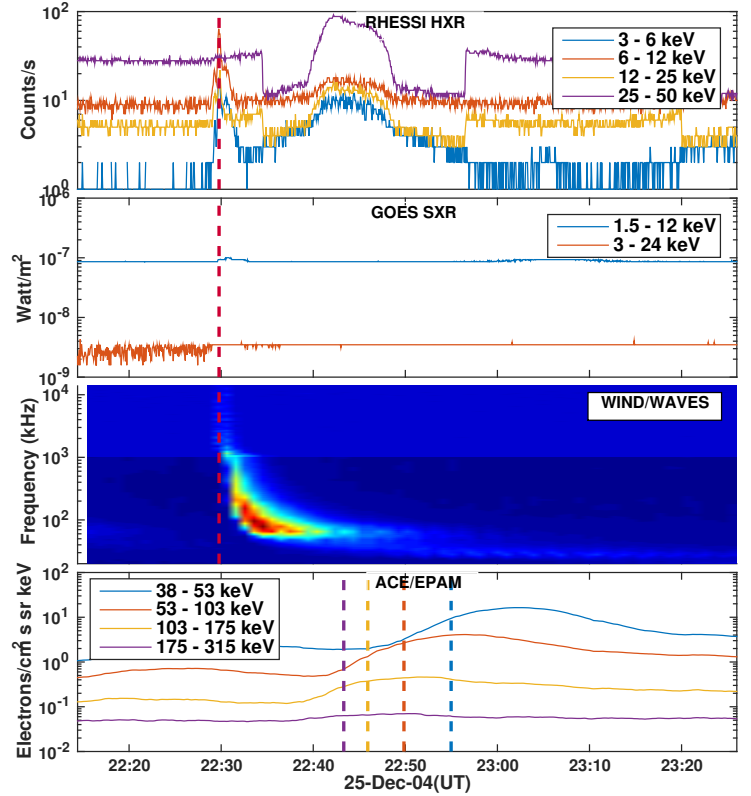 RHESSI HXR
10²
10¹
10⁰
Counts/s
3 - 6 keV
6 - 12 keV
12 - 25 keV
25 - 50 keV
GOES SXR
10⁻⁶
10⁻⁷
10⁻⁸
10⁻⁹
Watt/m²
1.5 - 12 keV
3 - 24 keV
WIND/WAVES
10⁴
10³
10²
Frequency (kHz)
ACE/EPAM
10²
10¹
10⁰
10⁻¹
10⁻²
Electrons/cm² s sr keV
38 - 53 keV
53 - 103 keV
103 - 175 keV
175 - 315 keV
22:20 22:30 22:40 22:50 23:00 23:10 23:20
25-Dec-04(UT)